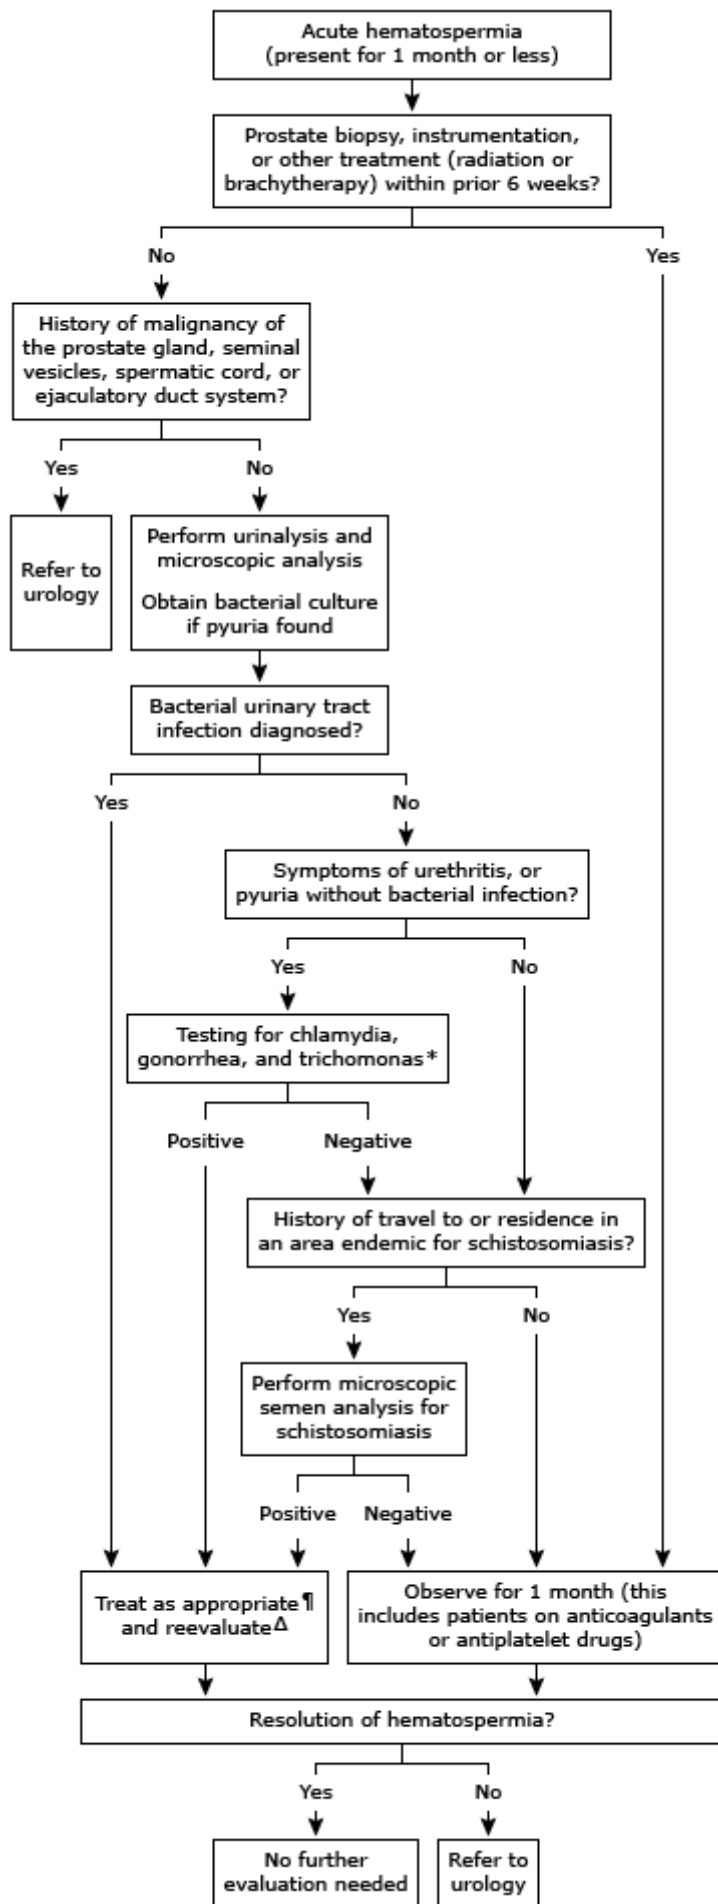 Acute hematospermia
(present for 1 month or less)
Prostate biopsy, instrumentation,
or other treatment (radiation or
brachytherapy) within prior 6 weeks?
No
Yes
History of malignancy of
the prostate gland, seminal
vesicles, spermatic cord, or
ejaculatory duct system?
Yes
No
Refer to
urology
Perform urinalysis and
microscopic analysis
Obtain bacterial culture
if pyuria found
Bacterial urinary tract
infection diagnosed?
Yes
No
Symptoms of urethritis, or
pyuria without bacterial infection?
Yes
No
Testing for chlamydia,
gonorrhea, and trichomonas*
Positive
Negative
History of travel to or residence in
an area endemic for schistosomiasis?
Yes
No
Perform microscopic
semen analysis for
schistosomiasis
Positive
Negative
Treat as appropriate¶
and reevaluateΔ
Observe for 1 month (this
includes patients on anticoagulants
or antiplatelet drugs)
Resolution of hematospermia?
Yes
No
No further
evaluation needed
Refer to
urology